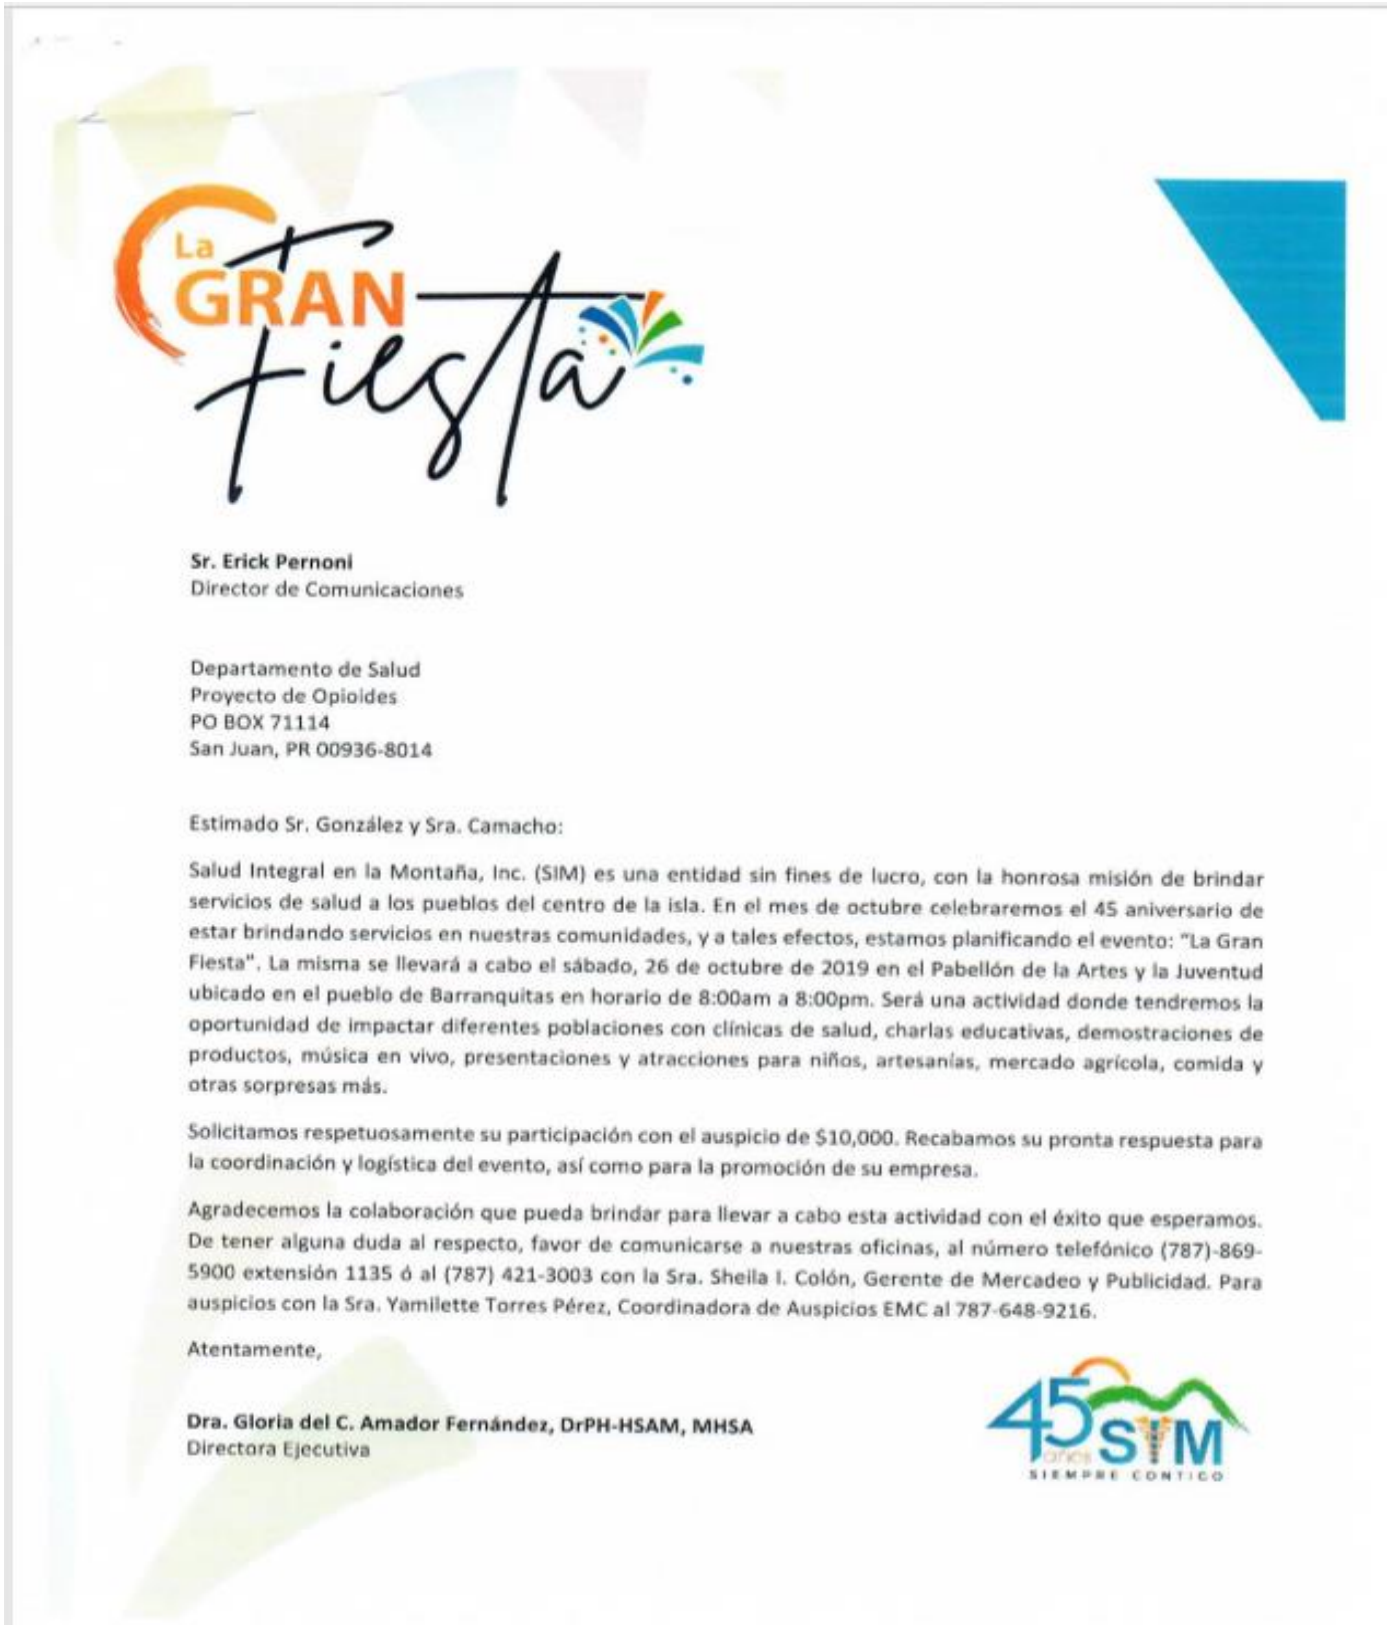 La
GRAN
Fiesta
Sr. Erick Pernoni
Director de Comunicaciones
Departamento de Salud
Proyecto de Opioides
PO BOX 71114
San Juan, PR 00936-8014
Estimado Sr. González y Sra. Camacho:
Salud Integral en la Montaña, Inc. (SIM) es una entidad sin fines de lucro, con la honrosa misión de brindar
servicios de salud a los pueblos del centro de la isla. En el mes de octubre celebraremos el 45 aniversario de
estar brindando servicios en nuestras comunidades, y a tales efectos, estamos planificando el evento: “La Gran
Fiesta”. La misma se llevará a cabo el sábado, 26 de octubre de 2019 en el Pabellón de la Artes y la Juventud
ubicado en el pueblo de Barranquitas en horario de 8:00am a 8:00pm. Será una actividad donde tendremos la
oportunidad de impactar diferentes poblaciones con clínicas de salud, charlas educativas, demostraciones de
productos, música en vivo, presentaciones y atracciones para niños, artesanías, mercado agrícola, comida y
otras sorpresas más.
Solicitamos respetuosamente su participación con el auspicio de $10,000. Recabamos su pronta respuesta para
la coordinación y logística del evento, así como para la promoción de su empresa.
Agradecemos la colaboración que pueda brindar para llevar a cabo esta actividad con el éxito que esperamos.
De tener alguna duda al respecto, favor de comunicarse a nuestras oficinas, al número telefónico (787)-869-
5900 extensión 1135 ó al (787) 421-3003 con la Sra. Sheila I. Colón, Gerente de Mercadeo y Publicidad. Para
auspicios con la Sra. Yamilette Torres Pérez, Coordinadora de Auspicios EMC al 787-648-9216.
Atentamente,
Dra. Gloria del C. Amador Fernández, DrPH-HSAM, MHSA
Directora Ejecutiva
45 años SIM
SIEMPRE CONTIGO